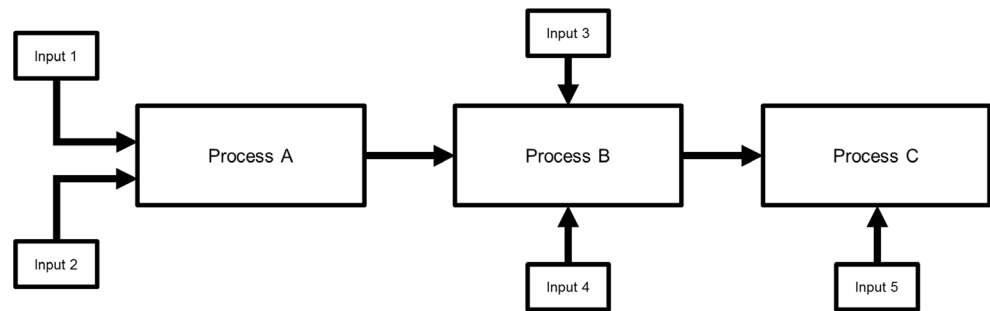 Input 1
Input 3
Process A
Process B
Process C
Input 2
Input 4
Input 5